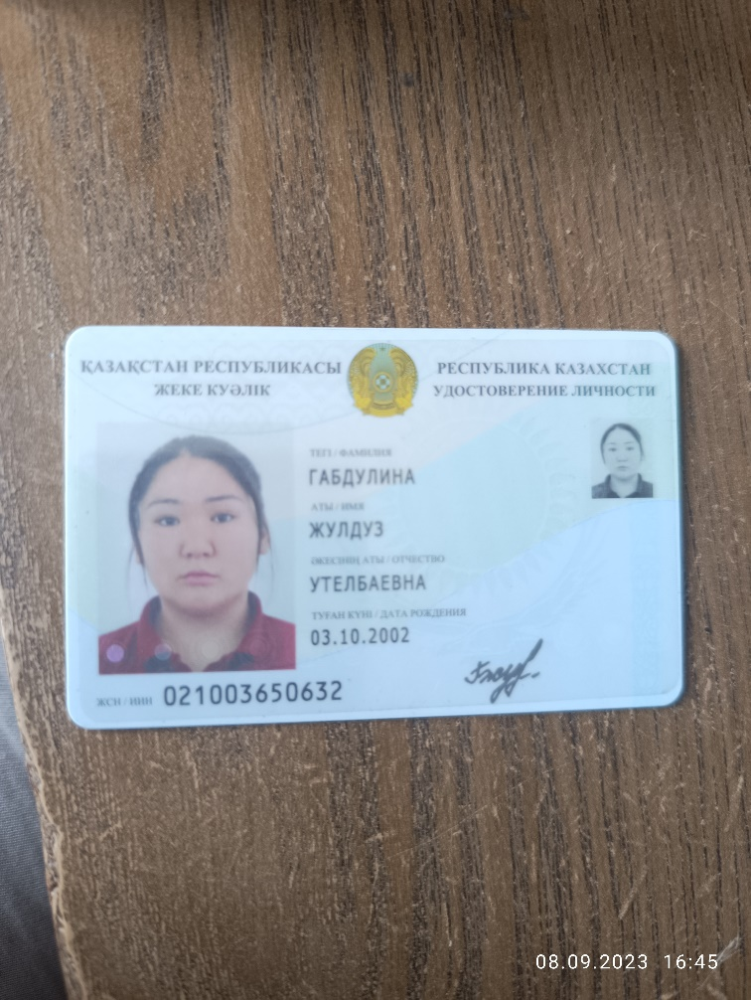 ҚАЗАҚСТАН РЕСПУБЛИКАСЫ
ЖЕКЕ КУӘЛІК
РЕСПУБЛИКА КАЗАХСТАН
УДОСТОВЕРЕНИЕ ЛИЧНОСТИ
ТЕГІ / ФАМИЛИЯ
ГАБДУЛИНА
АТЫ / ИМЯ
ЖУЛДУЗ
ӘКЕСІНІҢ АТЫ / ОТЧЕСТВО
УТЕЛБАЕВНА
ТУҒАН КҮНІ / ДАТА РОЖДЕНИЯ
03.10.2002
ЖСН / ИИН 021003650632
08.09.2023 16:45